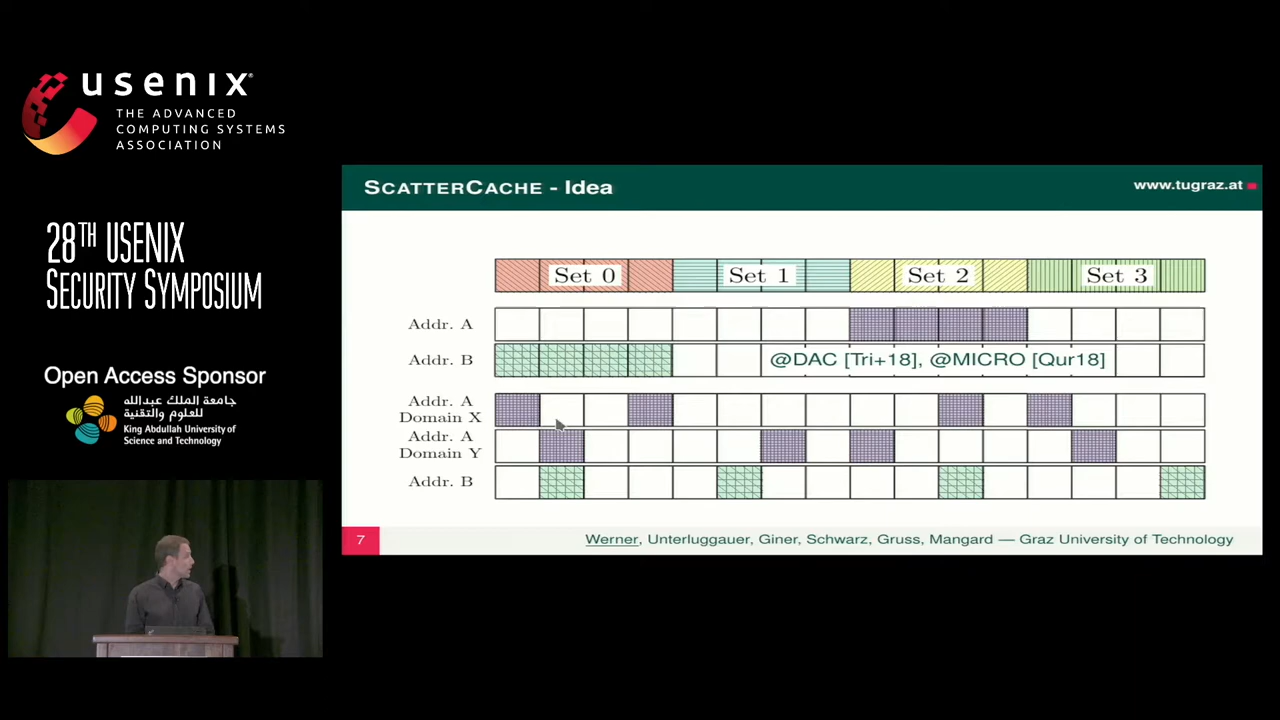 usenix
THE ADVANCED
COMPUTING SYSTEMS
ASSOCIATION
28TH USENIX
SECURITY SYMPOSIUM
Open Access Sponsor
جامعة الملك عبدالله
للعلوم والتقنية
King Abdullah University of
Science and Technology
SCATTERCACHE - Idea
www.tugraz.at
Set 0 Set 1 Set 2 Set 3
Addr. A
Addr. B @DAC [Tri+18], @MICRO [Qur18]
Addr. A
Domain X
Addr. A
Domain Y
Addr. B
7 Werner, Unterluggauer, Giner, Schwarz, Gruss, Mangard — Graz University of Technology